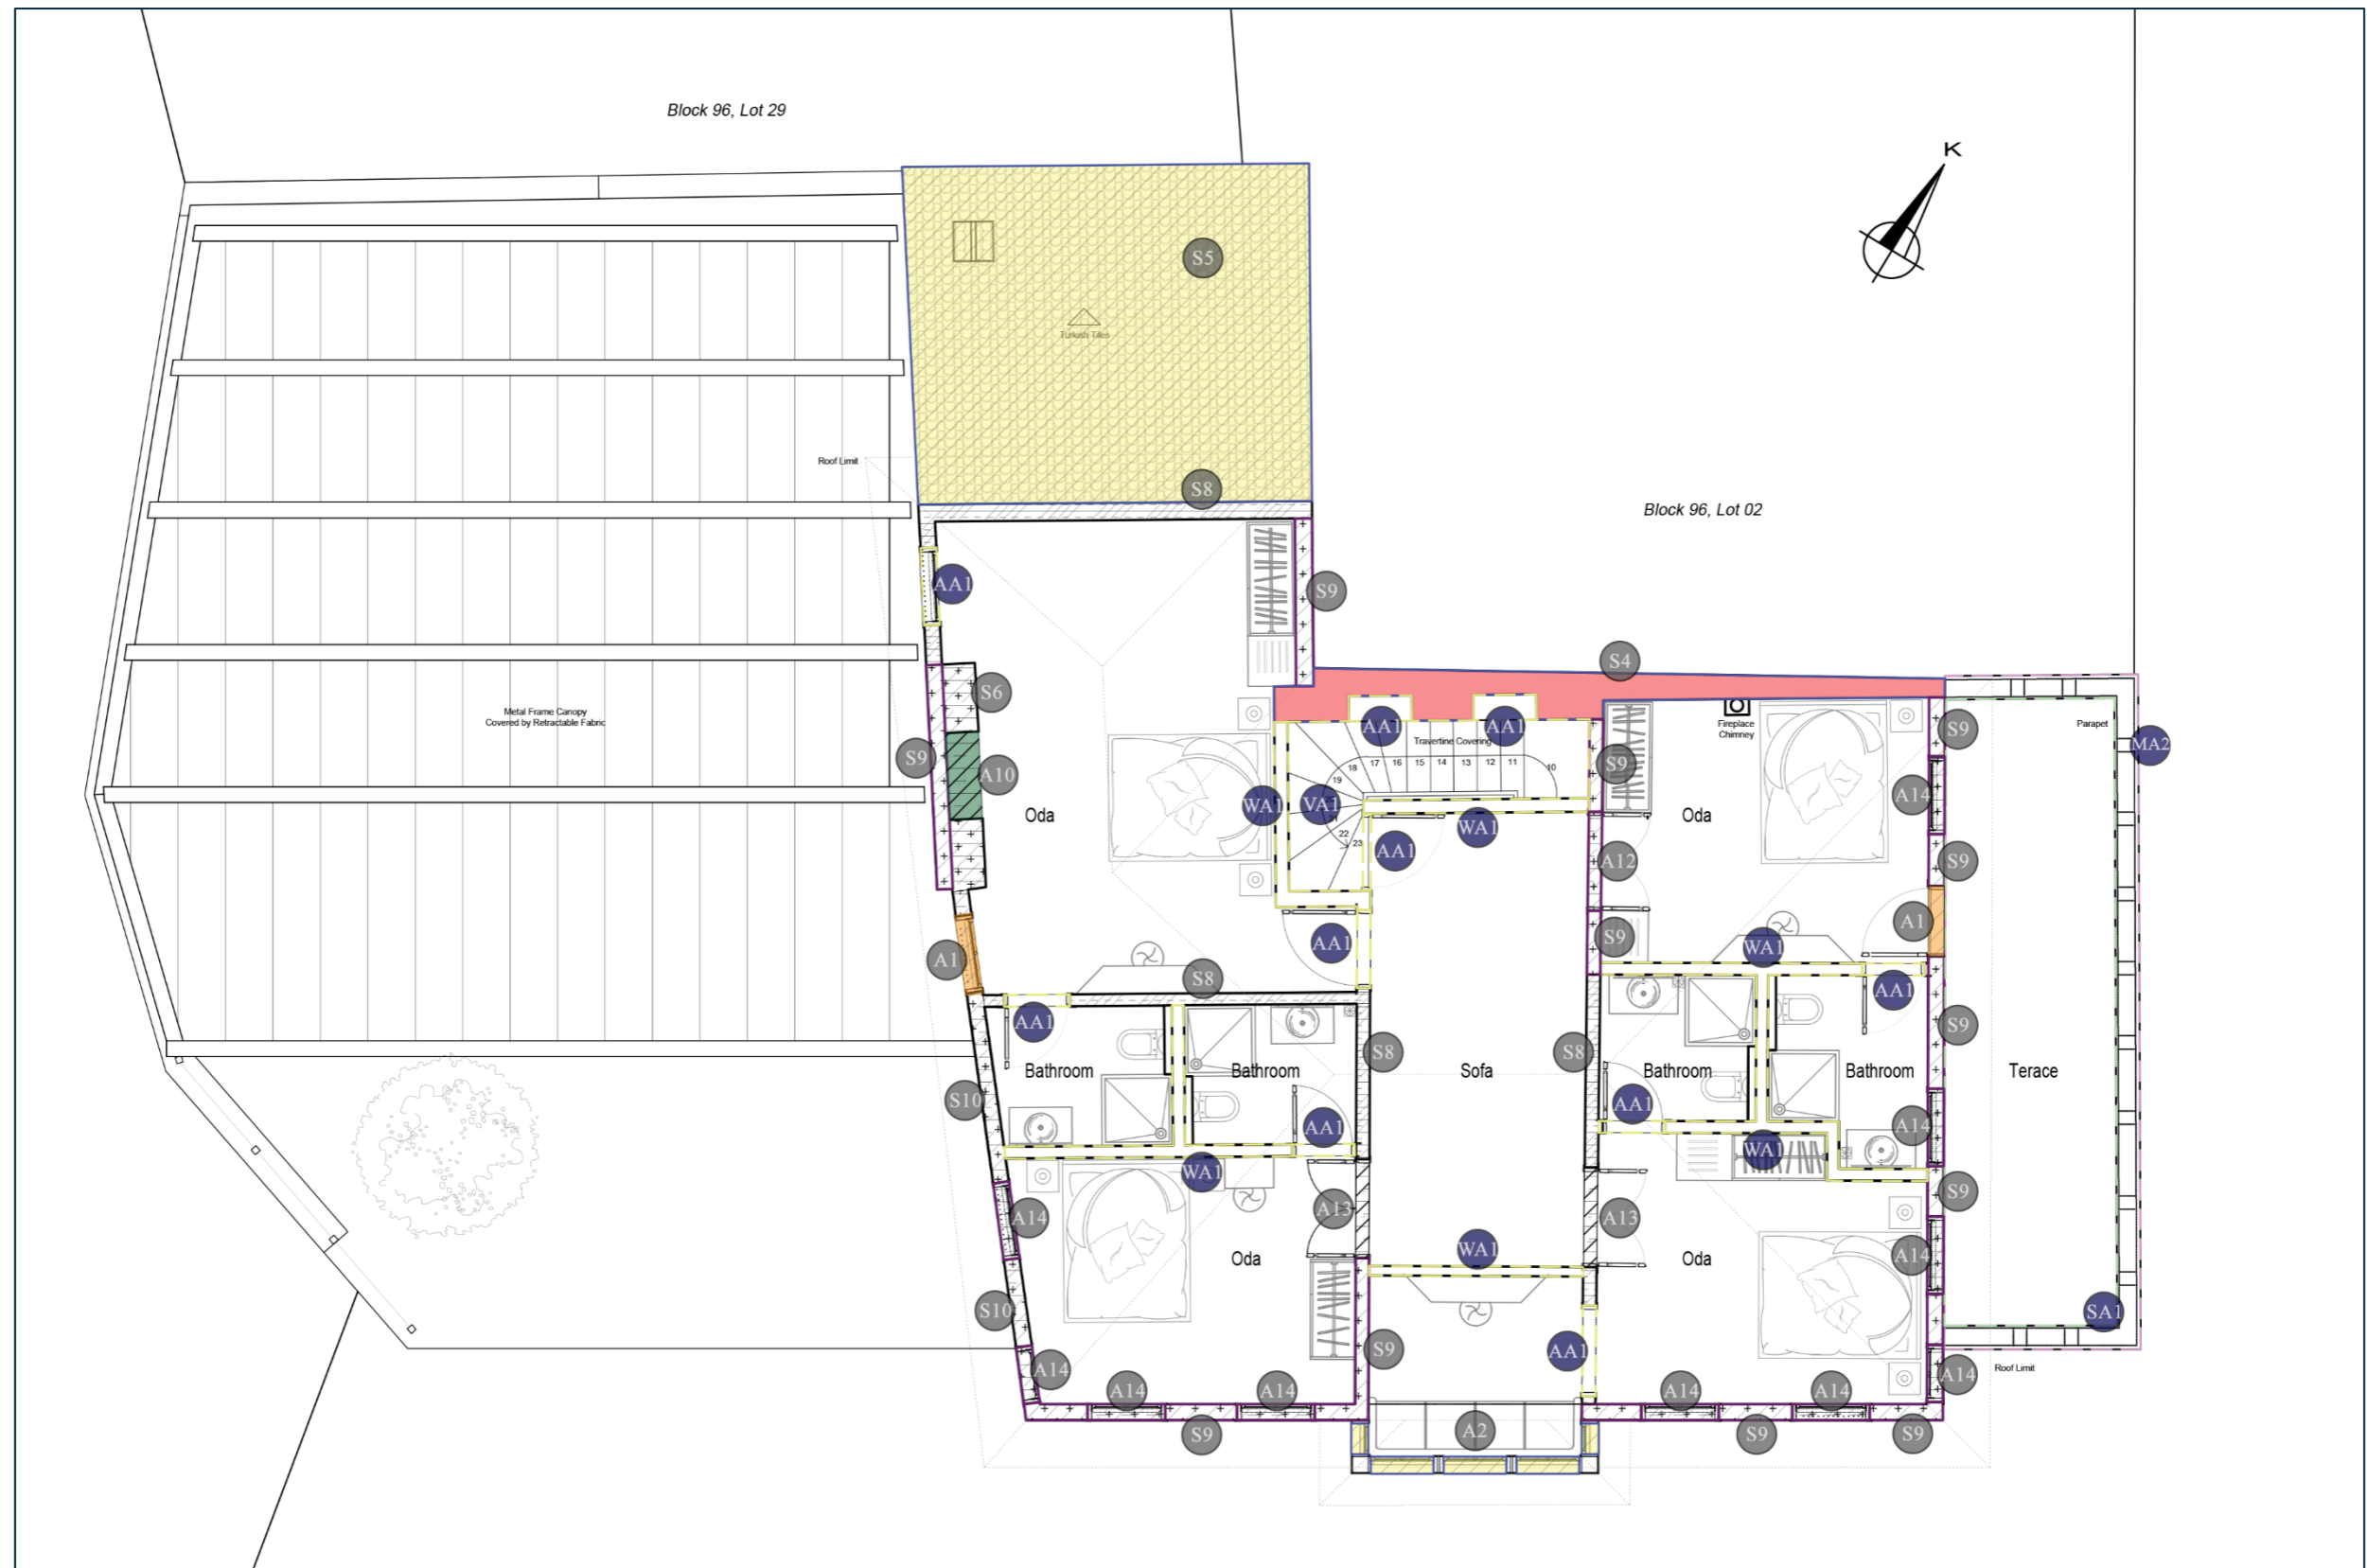 Block 96, Lot 29
K
S5
Turkish Tiles
Roof Limit
S8
Block 96, Lot 02
AA1
S9
S4
S6
Metal Frame Canopy
Covered by Retractable Fabric
S9
A10
AA1
AA1
Travertine Covering
Fireplace
Chimney
S9
Parapet
MA2
18
17
16
15
14
13
12
11
10
19
S9
A14
Oda
WA1
VA1
WA1
Oda
22
23
AA1
A12
S9
A1
AA1
S9
WA1
A1
S8
AA1
AA1
S9
S8
S8
Bathroom
Bathroom
Sofa
Bathroom
Bathroom
Terace
S10
AA1
AA1
A14
WA1
WA1
S9
A14
A13
A13
Oda
WA1
Oda
A14
S10
SA1
A14
S9
AA1
Roof Limit
A14
A14
A14
A14
A14
S9
A2
S9
S9